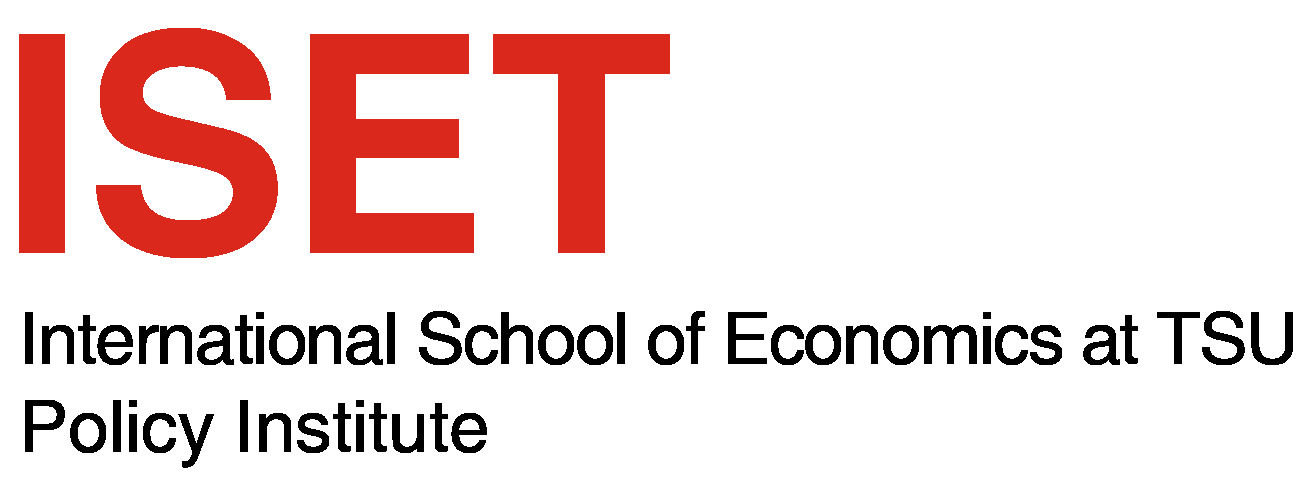 ISET
International School of Economics at TSU
Policy Institute